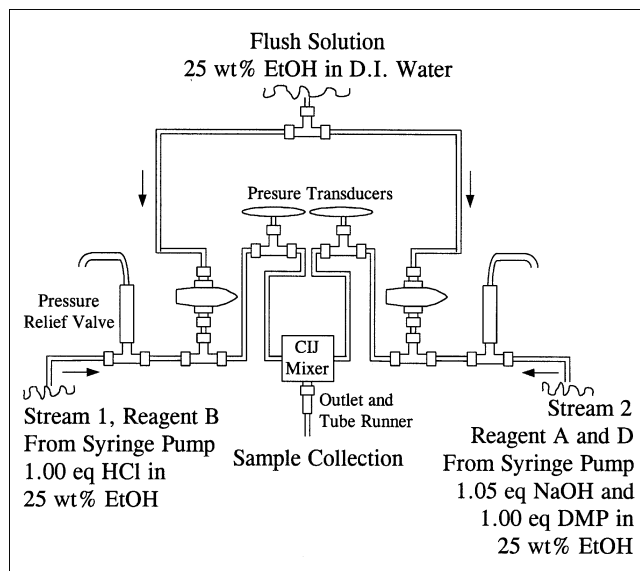 Flush Solution
25 wt% EtOH in D.I. Water
Presure Transducers
Pressure
Relief Valve
CIJ
Mixer
Outlet and
Tube Runner
Sample Collection
Stream 1, Reagent B
From Syringe Pump
1.00 eq HCl in
25 wt% EtOH
Stream 2
Reagent A and D
From Syringe Pump
1.05 eq NaOH and
1.00 eq DMP in
25 wt% EtOH